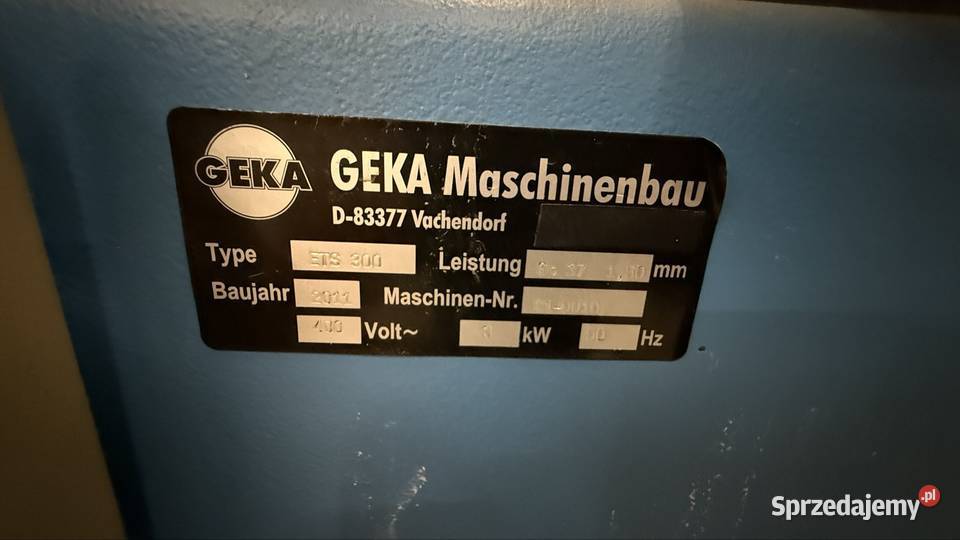 GEKA
GEKA Maschinenbau
D-83377 Vachendorf
Type ETS 300 Leistung mm
Baujahr 2011 Maschinen-Nr.
400 Volt~ kW Hz
Sprzedajemy.pl